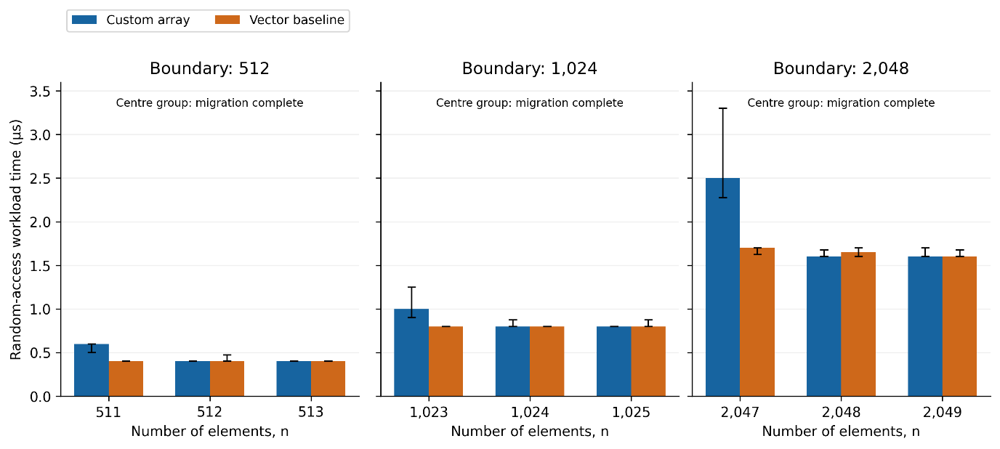 Custom array Vector baseline
Boundary: 512
Boundary: 1,024
Boundary: 2,048
Centre group: migration complete
Centre group: migration complete
Centre group: migration complete
Random-access workload time (µs)
3.5
3.0
2.5
2.0
1.5
1.0
0.5
0.0
511 512 513
1,023 1,024 1,025
2,047 2,048 2,049
Number of elements, n
Number of elements, n
Number of elements, n